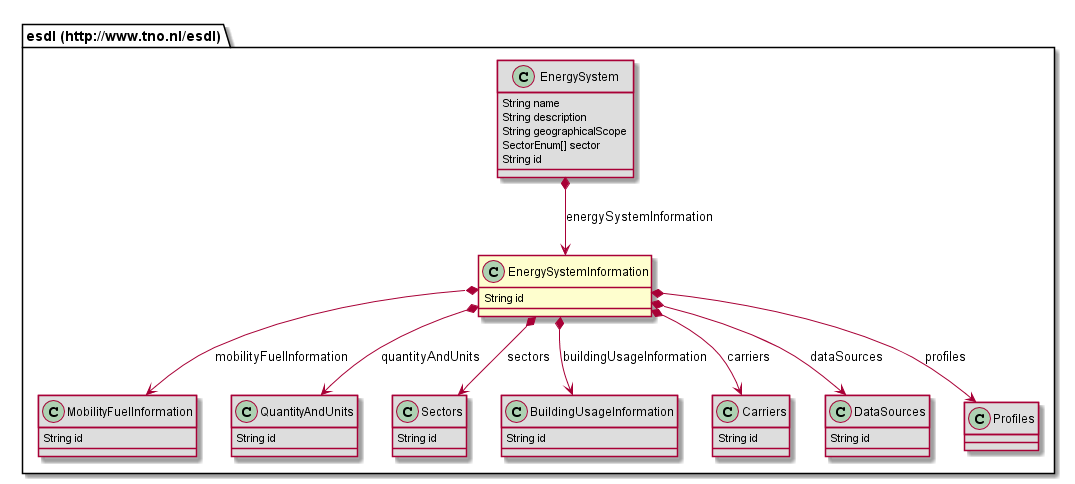 esdl (http://www.tno.nl/esdl)
C EnergySystem
String name
String description
String geographicalScope
SectorEnum[] sector
String id
energySystemInformation
C EnergySystemInformation
String id
mobilityFuelInformation
quantityAndUnits
sectors
buildingUsageInformation
carriers
dataSources
profiles
C MobilityFuelInformation
String id
C QuantityAndUnits
String id
C Sectors
String id
C BuildingUsageInformation
String id
C Carriers
String id
C DataSources
String id
C Profiles